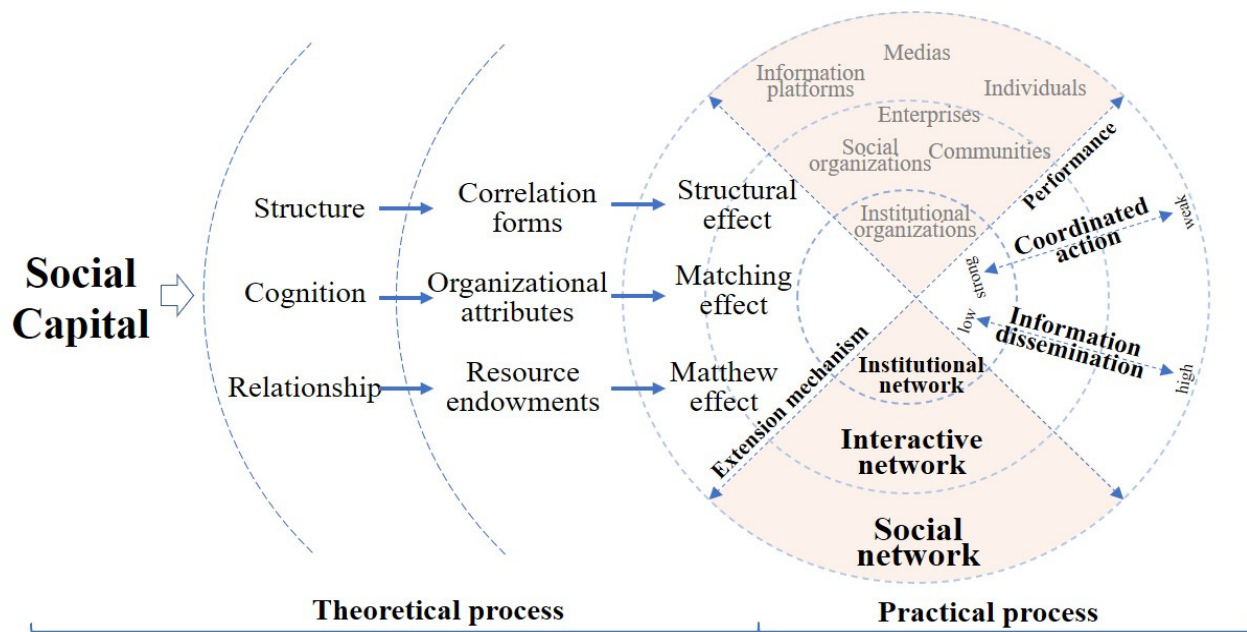 Medias
Information
platforms
Individuals
Enterprises
Social
organizations
Communities
Institutional
organizations
Performance
Social
Capital
Structure
Correlation
forms
Structural
effect
Cognition
Organizational
attributes
Matching
effect
Relationship
Resource
endowments
Matthew
effect
Coordinated
action
strong
weak
Information
dissemination
low
high
Extension mechanism
Institutional
network
Interactive
network
Social
network
Theoretical process
Practical process